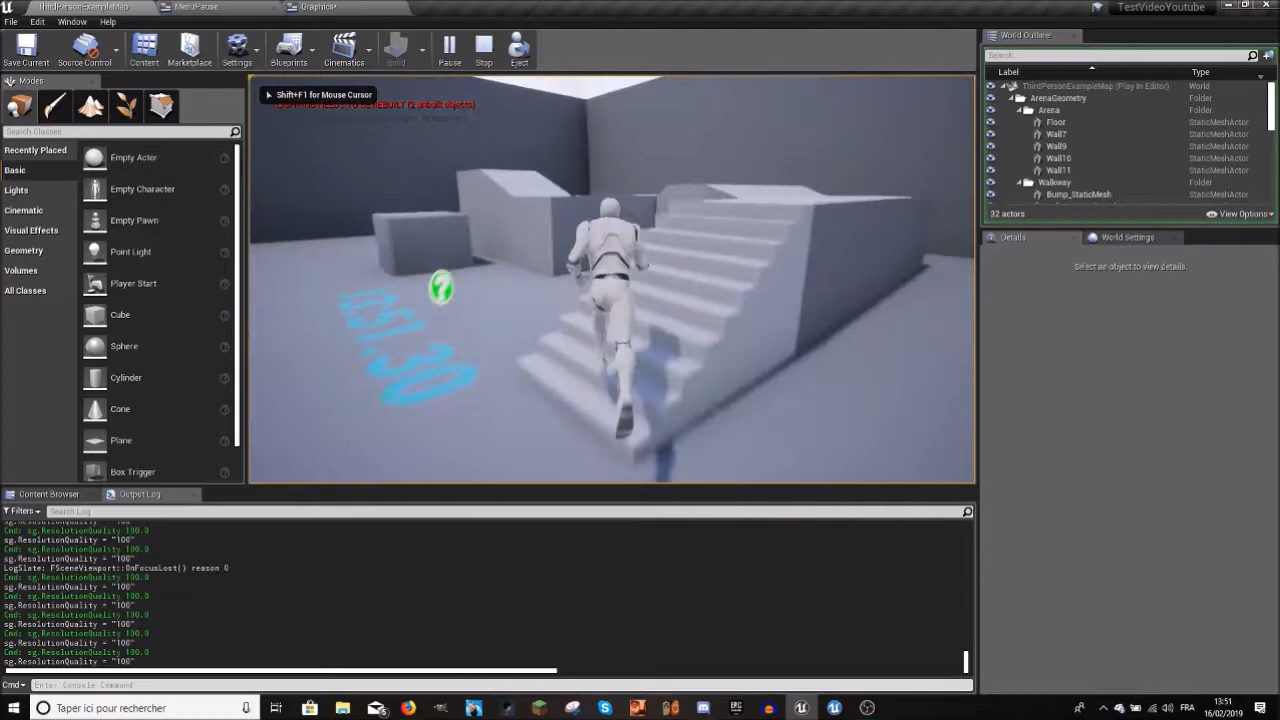 ThirdPersonExampleMap
MenuPause
Graphics*
TestVideoYoutube
File Edit Window Help
Save Current Source Control Content Marketplace Settings Blueprints Cinematics Build Pause Stop Eject
Modes
Search Classes
Recently Placed
Basic
Lights
Cinematic
Visual Effects
Geometry
Volumes
All Classes
Empty Actor
Empty Character
Empty Pawn
Point Light
Player Start
Cube
Sphere
Cylinder
Cone
Plane
Box Trigger
Shift+F1 for Mouse Cursor
REBUILT (2 unbuilt objects)
World Outliner
Search...
Label Type
ThirdPersonExampleMap (Play In Editor) World
ArenaGeometry Folder
Arena Folder
Floor StaticMeshActor
Wall7 StaticMeshActor
Wall9 StaticMeshActor
Wall10 StaticMeshActor
Wall11 StaticMeshActor
Walkway Folder
Bump_StaticMesh StaticMeshActor
32 actors View Options
Details World Settings
Select an object to view details.
Content Browser Output Log
Filters Search Log
sg.ResolutionQuality = "100"
Cmd: sg.ResolutionQuality 100.0
sg.ResolutionQuality = "100"
Cmd: sg.ResolutionQuality 100.0
sg.ResolutionQuality = "100"
LogSlate: FSceneViewport::OnFocusLost() reason 0
Cmd: sg.ResolutionQuality 100.0
sg.ResolutionQuality = "100"
Cmd: sg.ResolutionQuality 100.0
sg.ResolutionQuality = "100"
Cmd: sg.ResolutionQuality 100.0
sg.ResolutionQuality = "100"
Cmd: sg.ResolutionQuality 100.0
sg.ResolutionQuality = "100"
Cmd: sg.ResolutionQuality 100.0
sg.ResolutionQuality = "100"
Cmd Enter Console Command
Taper ici pour rechercher
FRA
13:51
16/02/2019